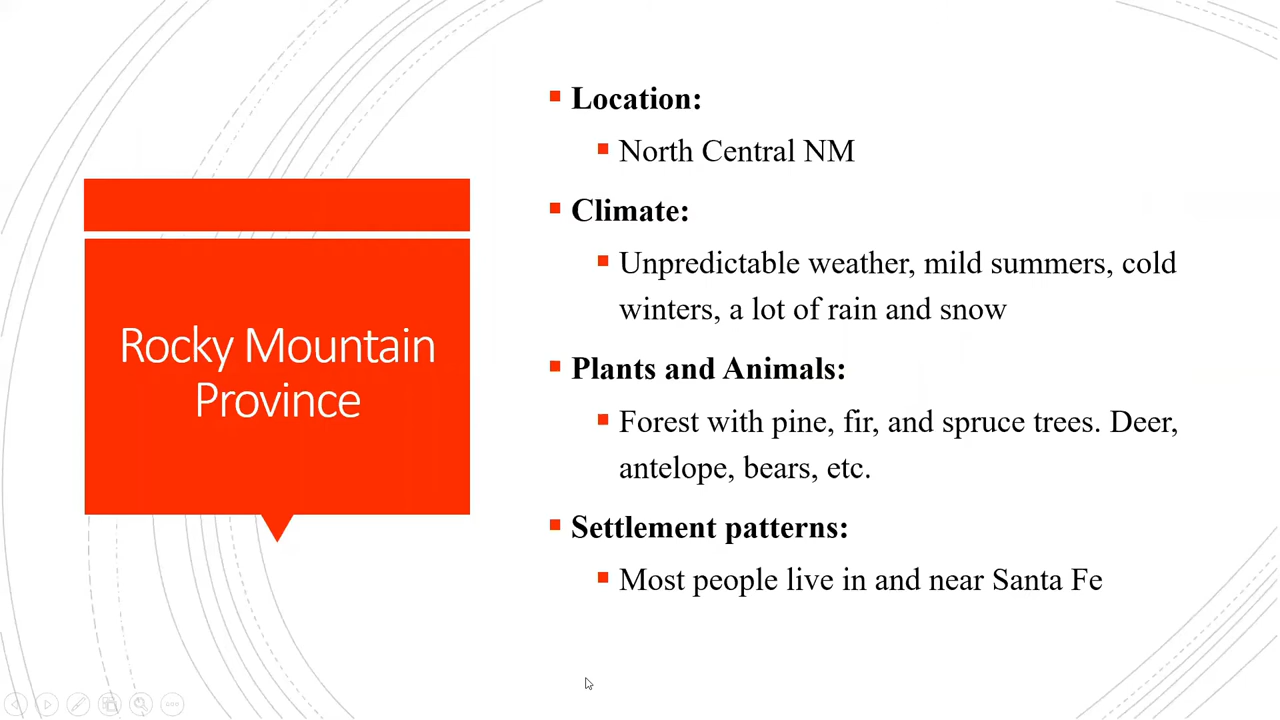 Rocky Mountain
Province
Location:
North Central NM
Climate:
Unpredictable weather, mild summers, cold
winters, a lot of rain and snow
Plants and Animals:
Forest with pine, fir, and spruce trees. Deer,
antelope, bears, etc.
Settlement patterns:
Most people live in and near Santa Fe